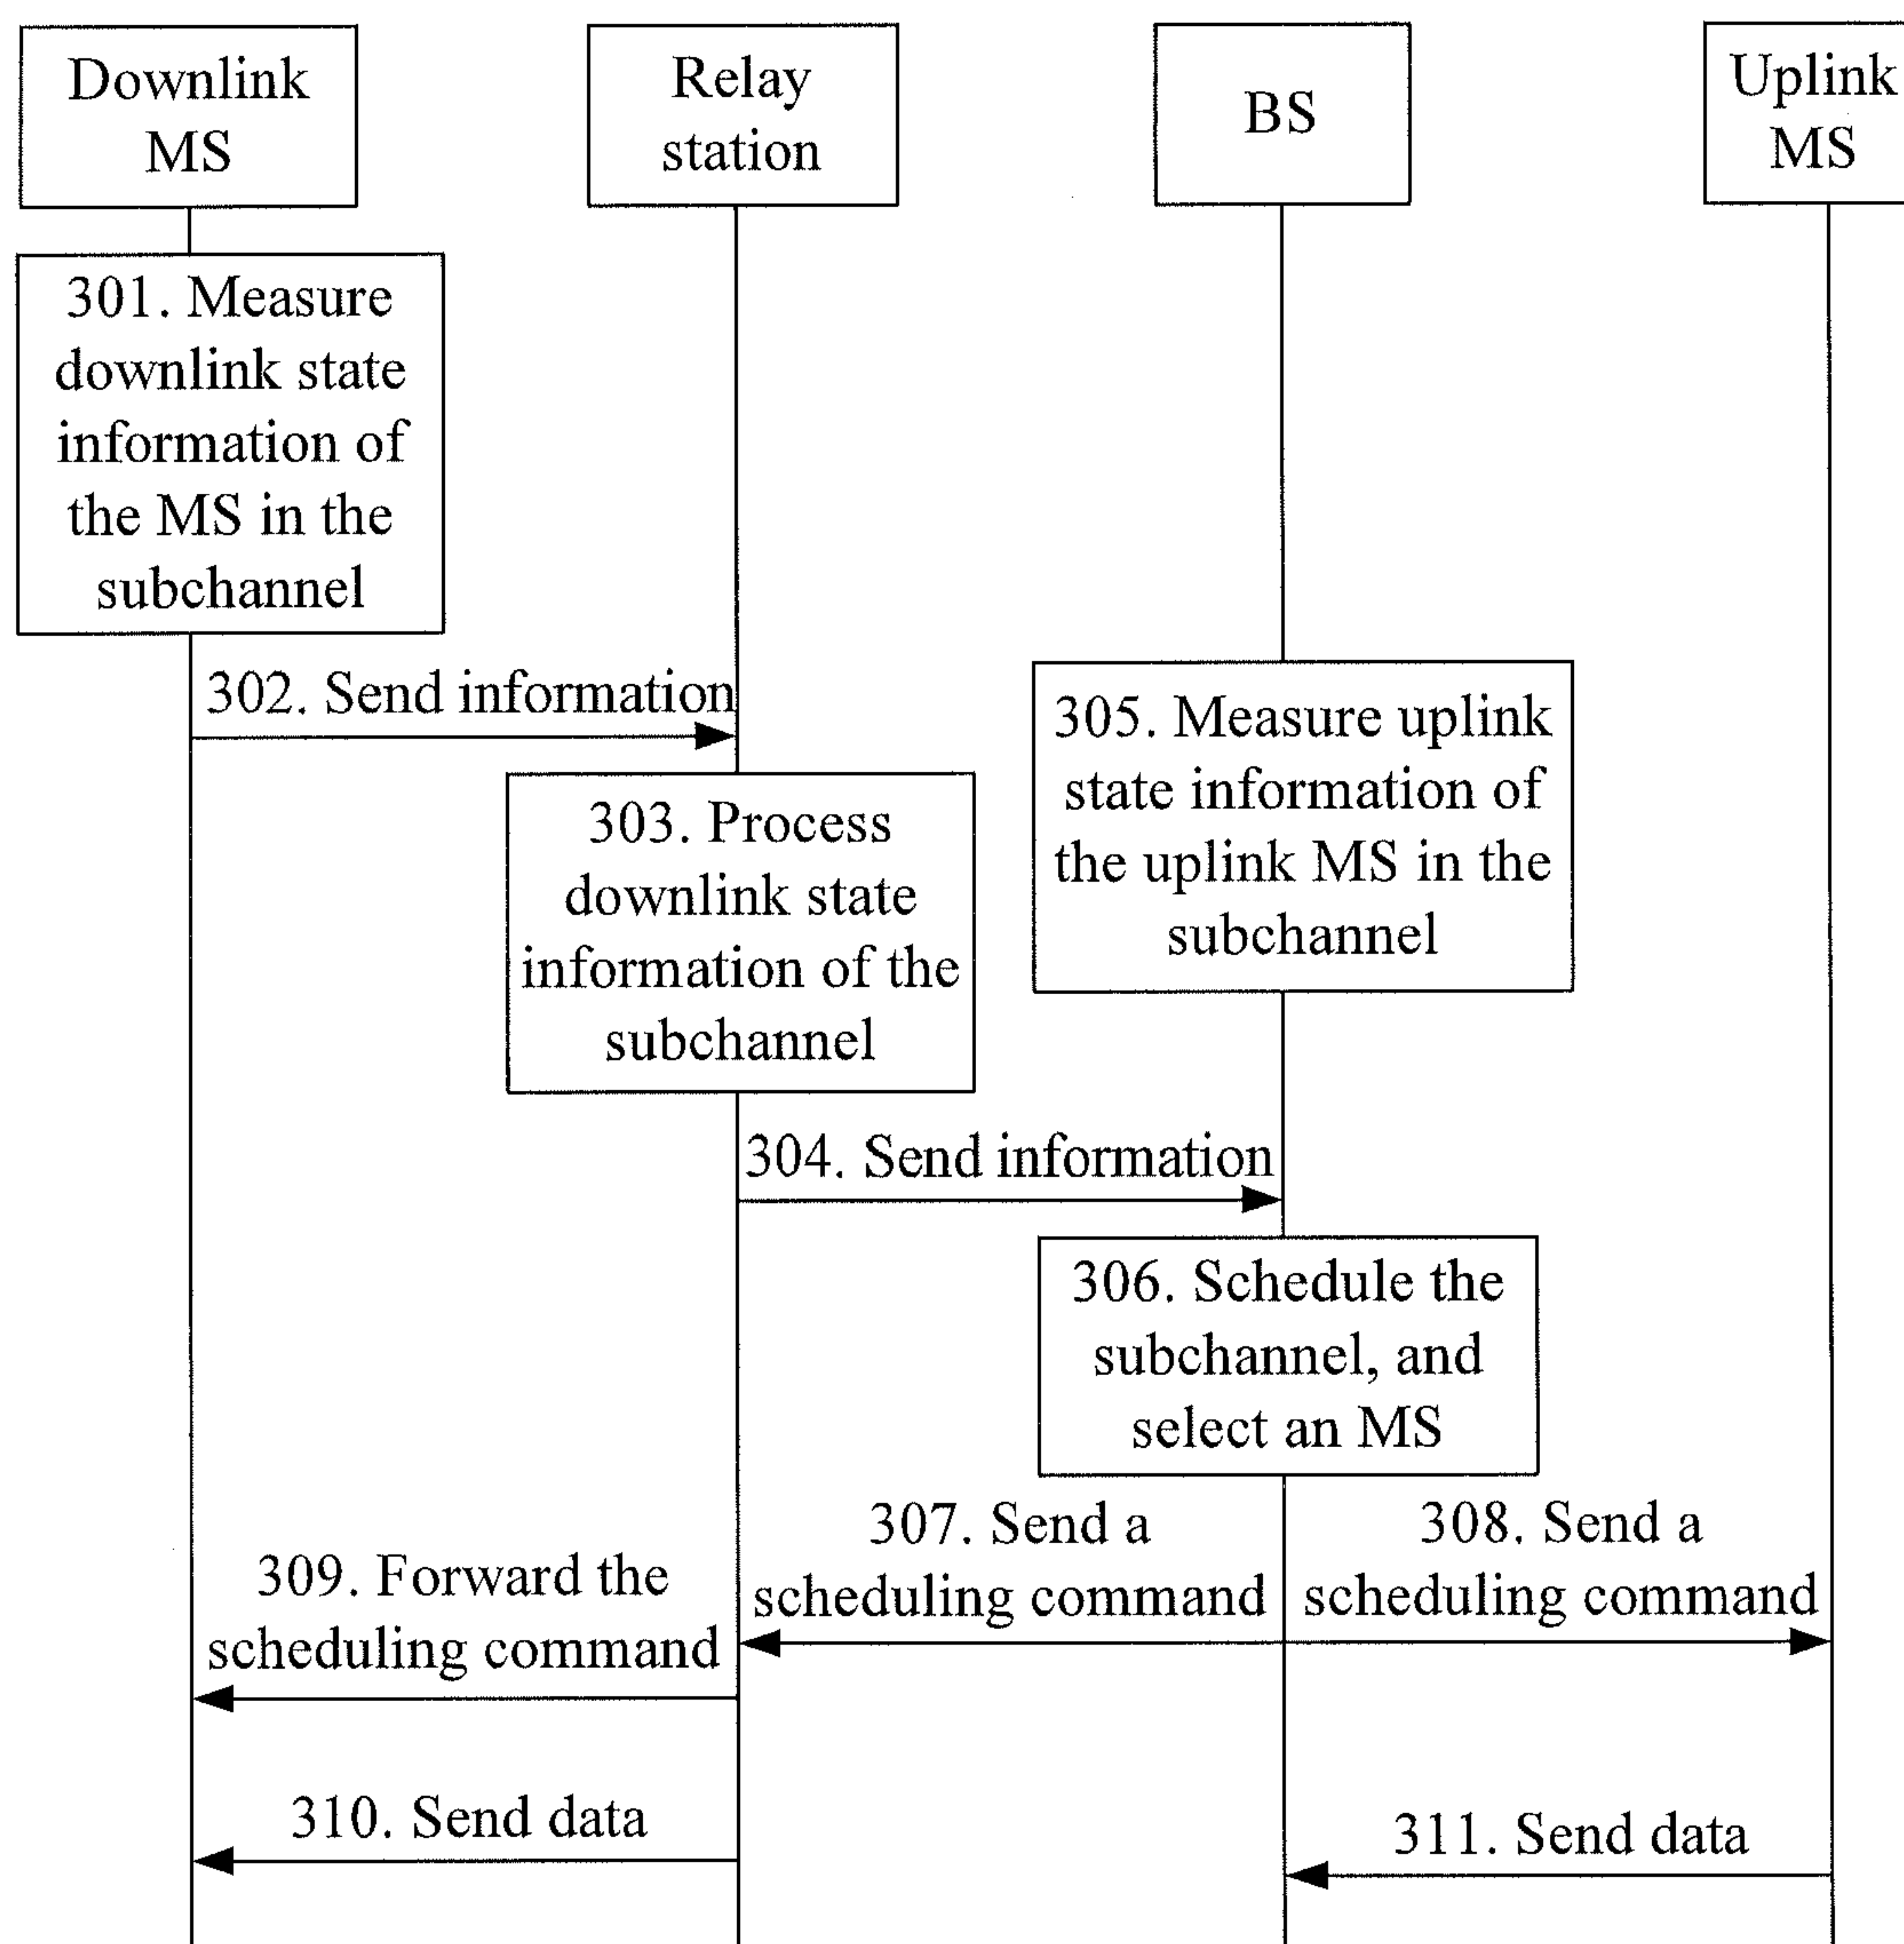 Downlink
MS
Relay
station
BS
Uplink
MS
301. Measure
downlink state
information of
the MS in the
subchannel
302. Send information
305. Measure uplink
state information of
the uplink MS in the
subchannel
303. Process
downlink state
information of the
subchannel
304. Send information
306. Schedule the
subchannel, and
select an MS
307. Send a
scheduling command
308. Send a
scheduling command
309. Forward the
scheduling command
310. Send data
311. Send data